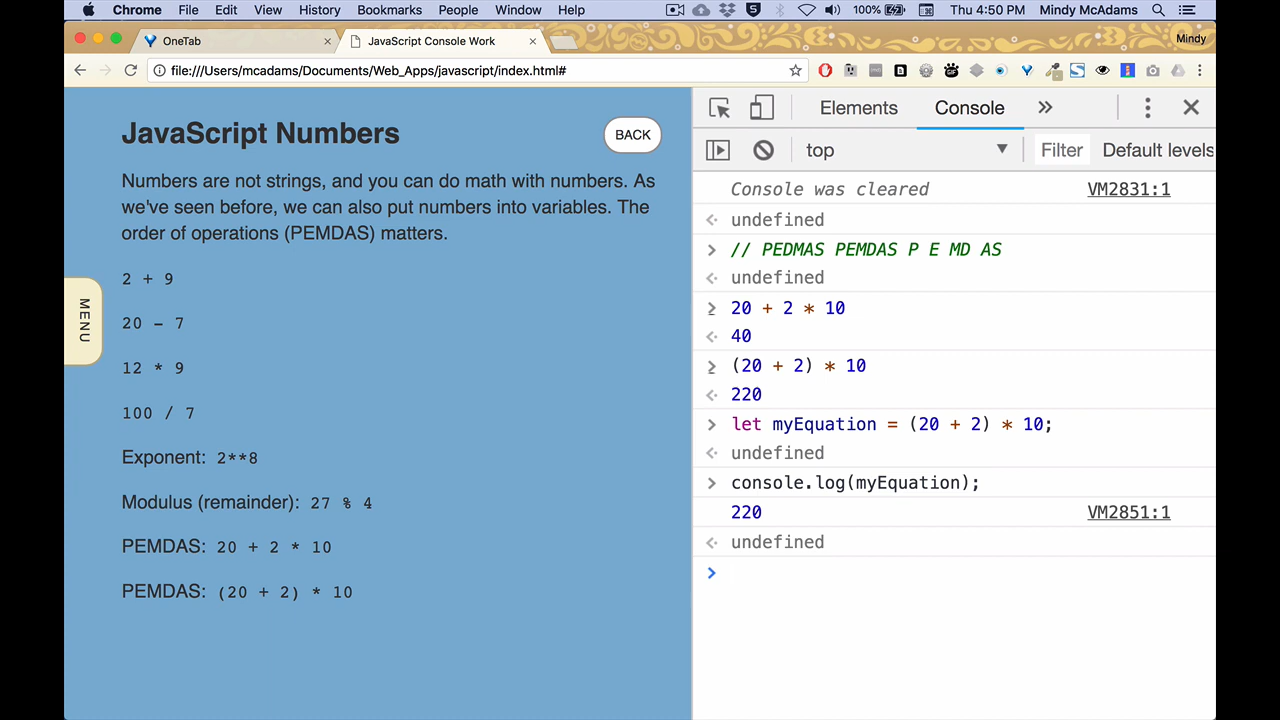 Chrome File Edit View History Bookmarks People Window Help 100% Thu 4:50 PM Mindy McAdams
OneTab × JavaScript Console Work × Mindy
file:///Users/mcadams/Documents/Web_Apps/javascript/index.html#
JavaScript Numbers
BACK
Numbers are not strings, and you can do math with numbers. As
we've seen before, we can also put numbers into variables. The
order of operations (PEMDAS) matters.
2 + 9
20 – 7
12 * 9
100 / 7
Exponent: 2**8
Modulus (remainder): 27 % 4
PEMDAS: 20 + 2 * 10
PEMDAS: (20 + 2) * 10
MENU
Elements Console »
top Filter Default levels
Console was cleared VM2831:1
undefined
// PEDMAS PEMDAS P E MD AS
undefined
20 + 2 * 10
40
(20 + 2) * 10
220
let myEquation = (20 + 2) * 10;
undefined
console.log(myEquation);
220 VM2851:1
undefined